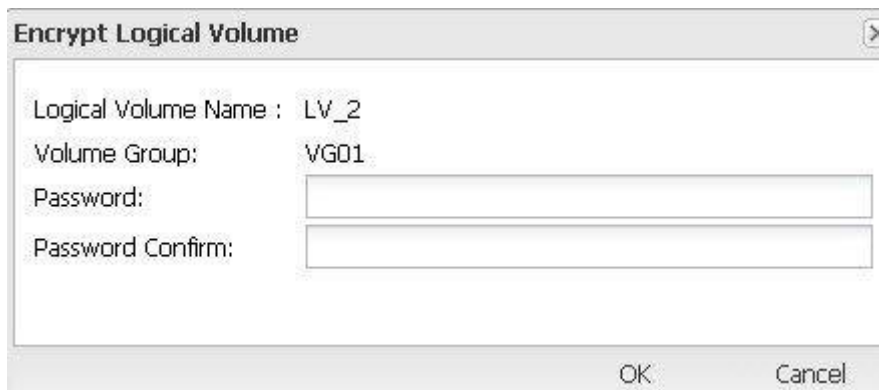 Encrypt Logical Volume
Logical Volume Name : LV_2
Volume Group: VG01
Password:
Password Confirm:
OK Cancel